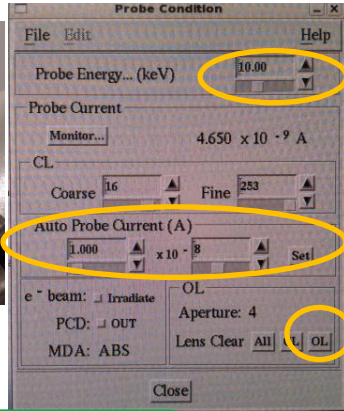 Probe Condition
File Edit Help
Probe Energy... (keV) 10.00
Probe Current
Monitor... 4.650 x 10 - 9 A
CL
Coarse 16 Fine 253
Auto Probe Current (A)
1.000 x 10 - 8 Set
e - beam: Irradiate
PCD: OUT
MDA: ABS
OL
Aperture: 4
Lens Clear All CL OL
Close